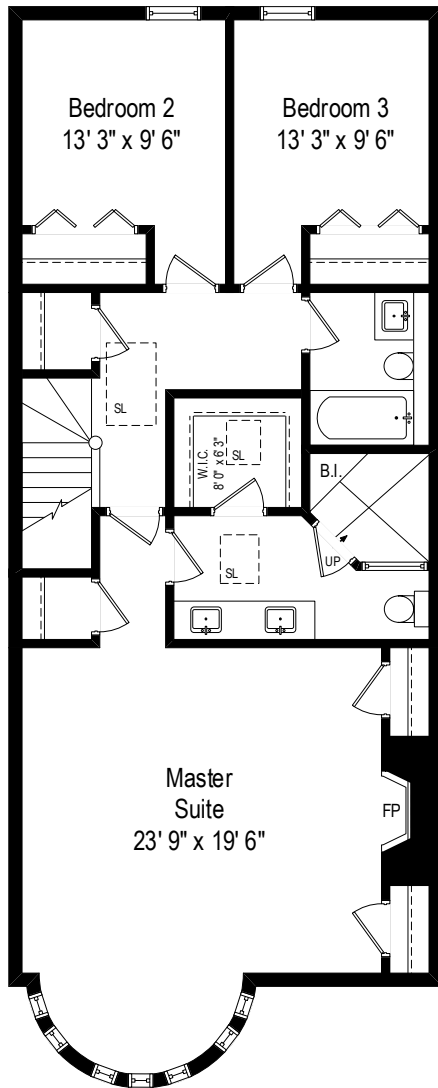 Bedroom 2
13' 3" x 9' 6"
Bedroom 3
13' 3" x 9' 6"
SL
W.I.C.
8' 0" x 6' 3"
SL
B.I.
UP
SL
Master
Suite
23' 9" x 19' 6"
FP